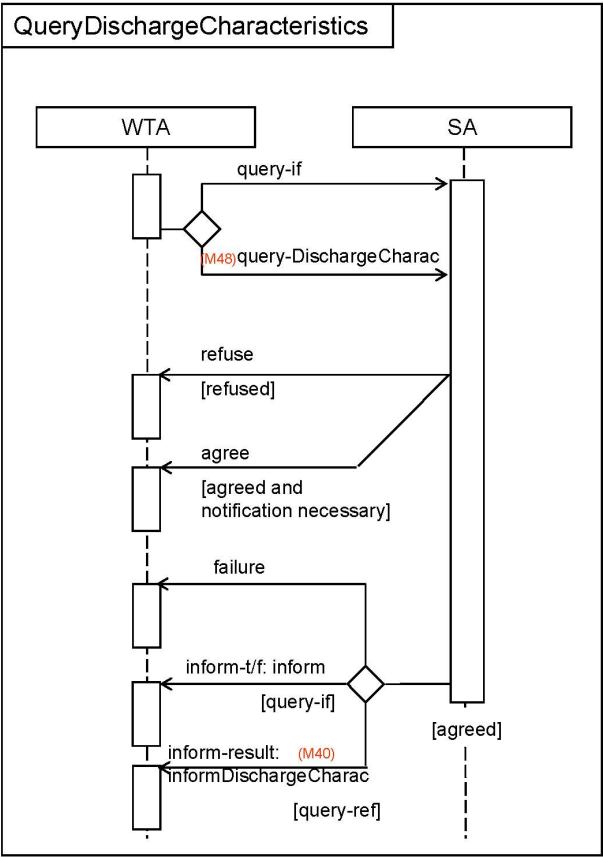 QueryDischargeCharacteristics
WTA
SA
query-if
(M48)query-DischargeCharac
refuse
[refused]
agree
[agreed and
notification necessary]
failure
inform-t/f: inform
[query-if]
[agreed]
inform-result: (M40)
informDischargeCharac
[query-ref]